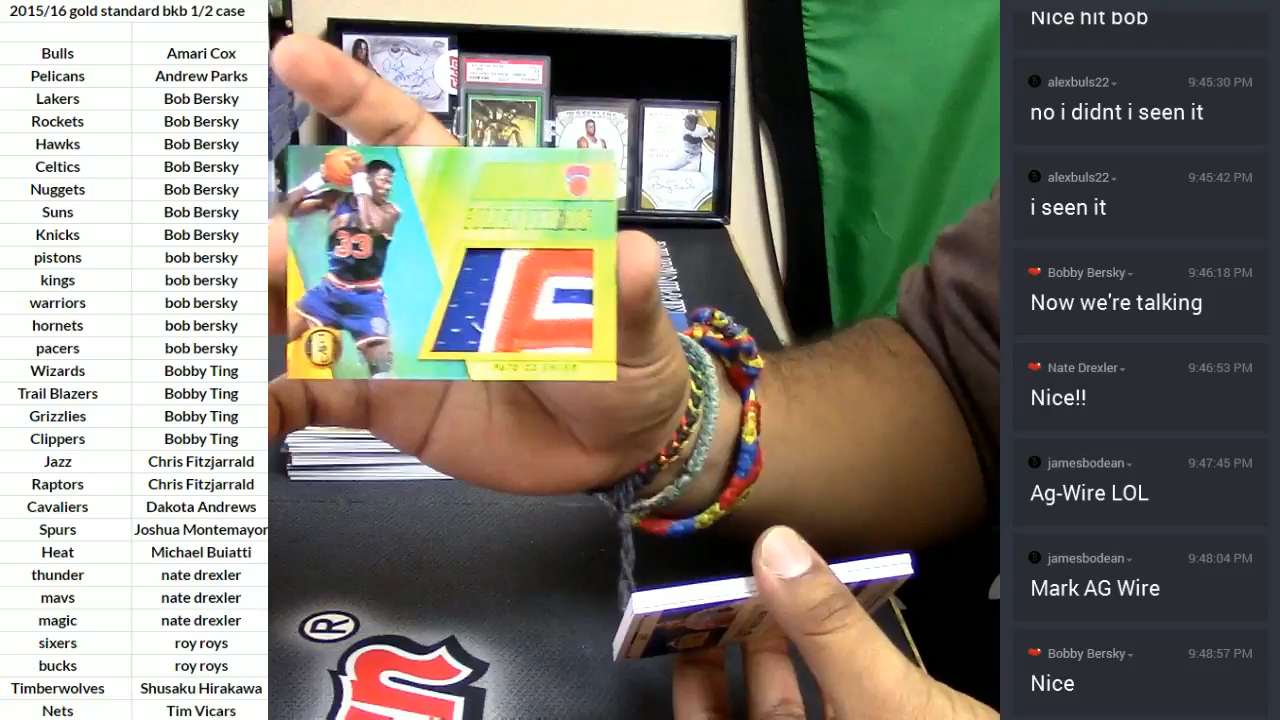 2015/16 gold standard bkb 1/2 case
Bulls Amari Cox
Pelicans Andrew Parks
Lakers Bob Bersky
Rockets Bob Bersky
Hawks Bob Bersky
Celtics Bob Bersky
Nuggets Bob Bersky
Suns Bob Bersky
Knicks Bob Bersky
pistons bob bersky
kings bob bersky
warriors bob bersky
hornets bob bersky
pacers bob bersky
Wizards Bobby Ting
Trail Blazers Bobby Ting
Grizzlies Bobby Ting
Clippers Bobby Ting
Jazz Chris Fitzjarrald
Raptors Chris Fitzjarrald
Cavaliers Dakota Andrews
Spurs Joshua Montemayor
Heat Michael Buiatti
thunder nate drexler
mavs nate drexler
magic nate drexler
sixers roy roys
bucks roy roys
Timberwolves Shusaku Hirakawa
Nets Tim Vicars
33
®
Nice hit bob
alexbuls22
9:45:30 PM
no i didnt i seen it
alexbuls22
9:45:42 PM
i seen it
Bobby Bersky
9:46:18 PM
Now we're talking
Nate Drexler
9:46:53 PM
Nice!!
jamesbodean
9:47:45 PM
Ag-Wire LOL
jamesbodean
9:48:04 PM
Mark AG Wire
Bobby Bersky
9:48:57 PM
Nice